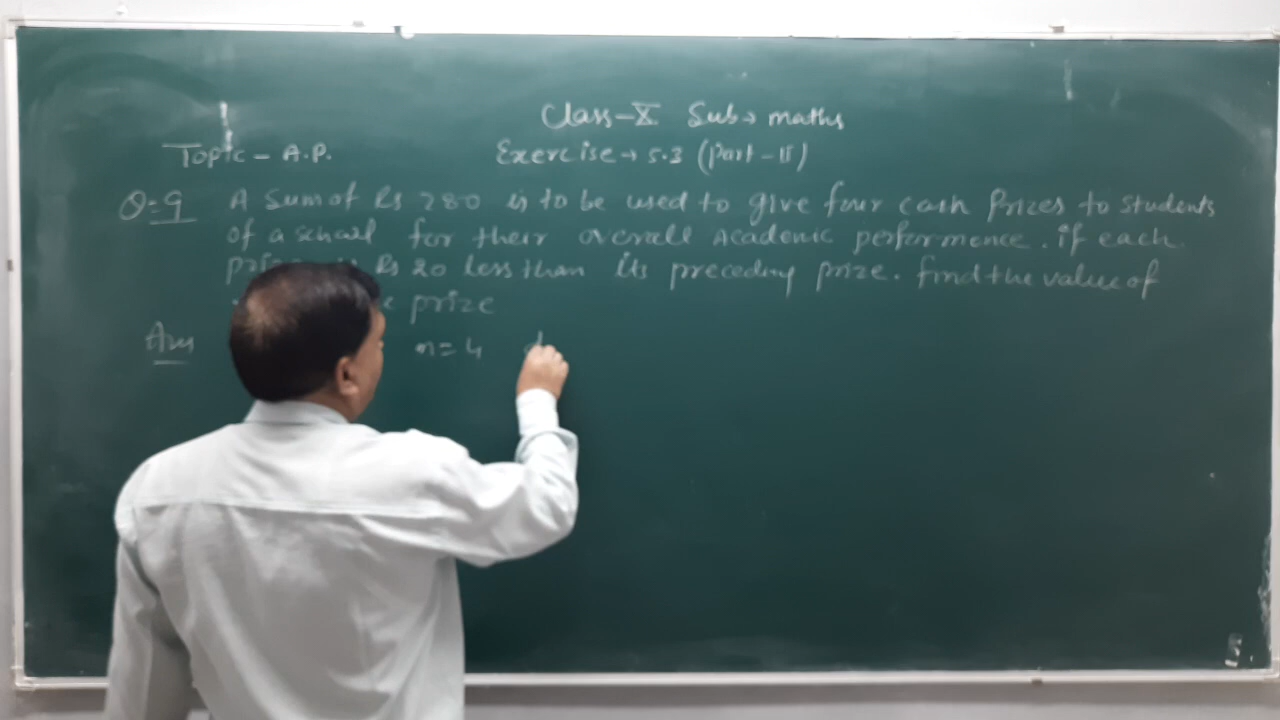 Class-X Sub→ maths
Topic - A.P. Exercise → 5.3 (Part-II)
Q=9 A Sum of Rs 280 is to be used to give four cash Prizes to students
of a school for their overall Academic performence. if each
Rs 20 less than its preceding prize. find the value of
prize
Ans n = 4 d